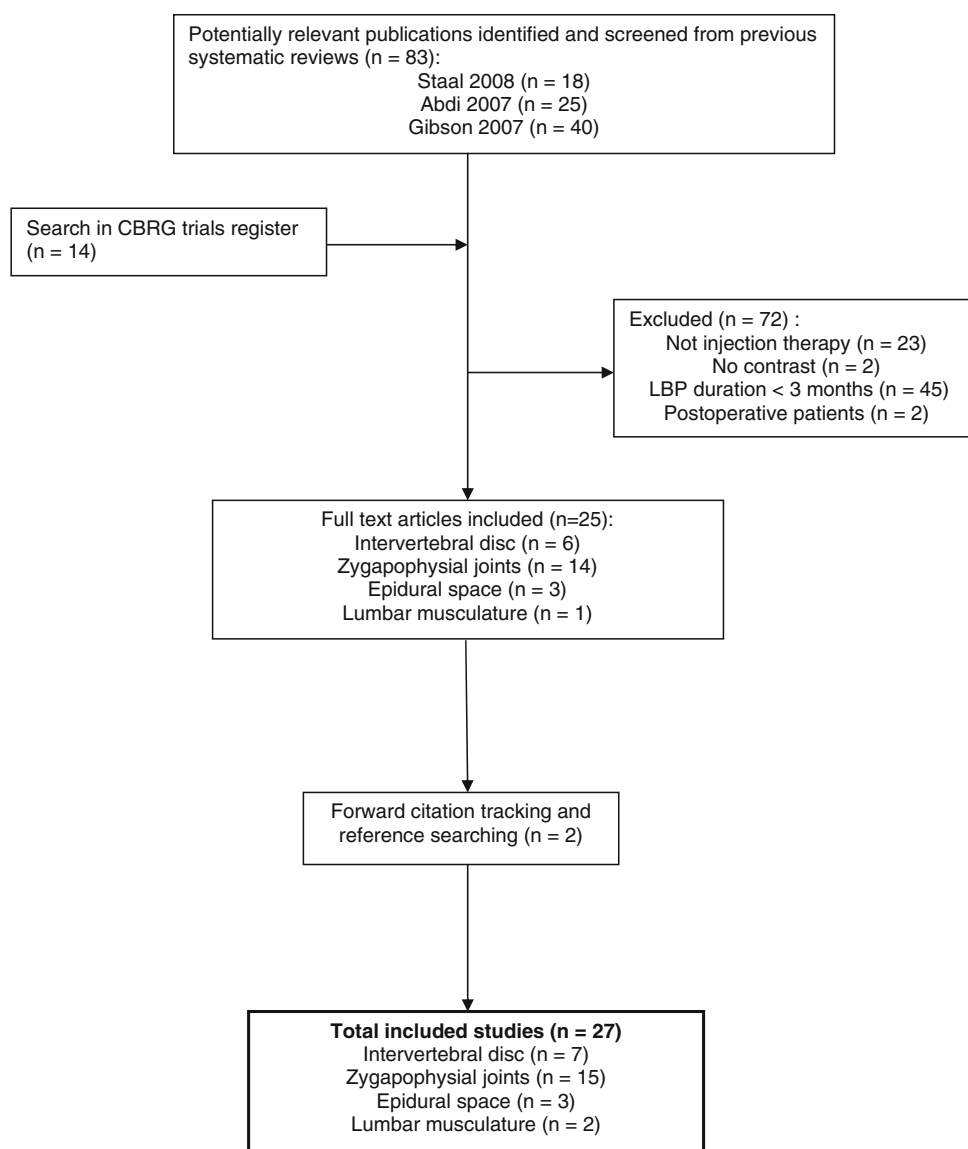 Potentially relevant publications identified and screened from previous
systematic reviews (n = 83):
Staal 2008 (n = 18)
Abdi 2007 (n = 25)
Gibson 2007 (n = 40)
Search in CBRG trials register
(n = 14)
Excluded (n = 72) :
Not injection therapy (n = 23)
No contrast (n = 2)
LBP duration < 3 months (n = 45)
Postoperative patients (n = 2)
Full text articles included (n=25):
Intervertebral disc (n = 6)
Zygapophysial joints (n = 14)
Epidural space (n = 3)
Lumbar musculature (n = 1)
Forward citation tracking and
reference searching (n = 2)
Total included studies (n = 27)
Intervertebral disc (n = 7)
Zygapophysial joints (n = 15)
Epidural space (n = 3)
Lumbar musculature (n = 2)